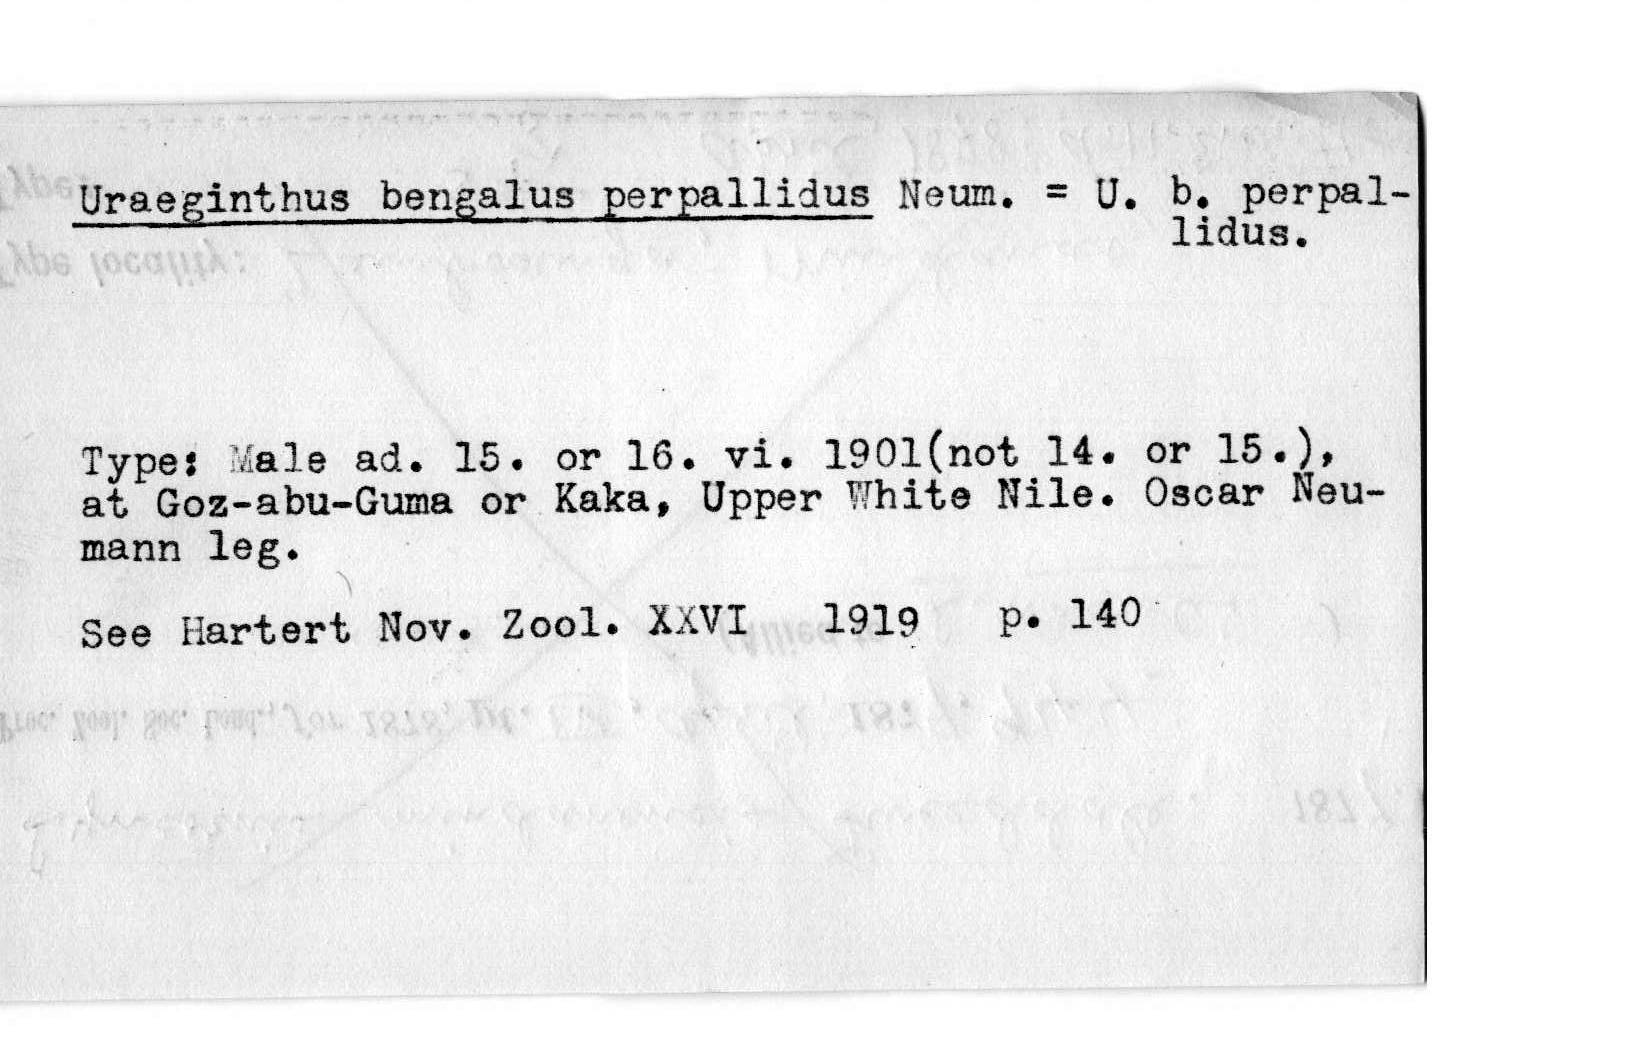 Uraeginthus bengalus perpallidus Neum. = U. b. perpal-
lidus.
Type: Male ad. 15. or 16. vi. 1901(not 14. or 15.),
at Goz-abu-Guma or Kaka, Upper White Nile. Oscar Neu-
mann leg.
See Hartert Nov. Zool. XXVI 1919 p. 140